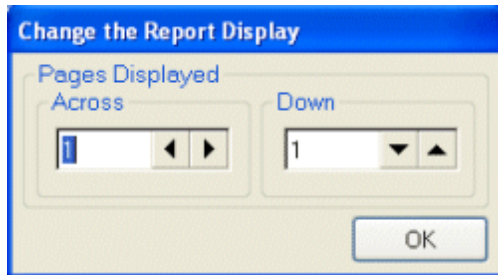 Change the Report Display
Pages Displayed
Across
Down
1
1
OK